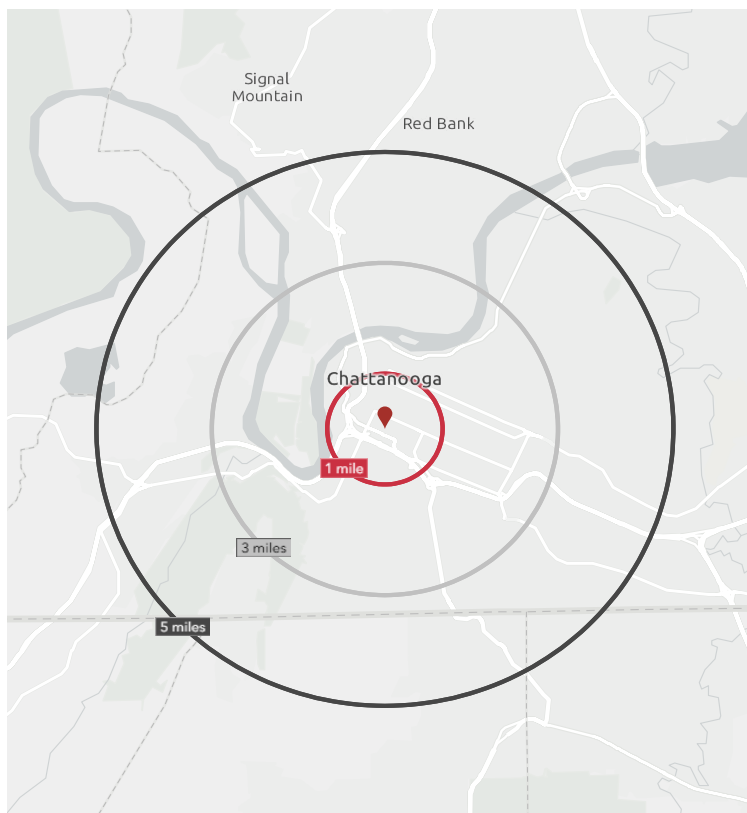 Signal
Mountain
Red Bank
Chattanooga
1 mile
3 miles
5 miles